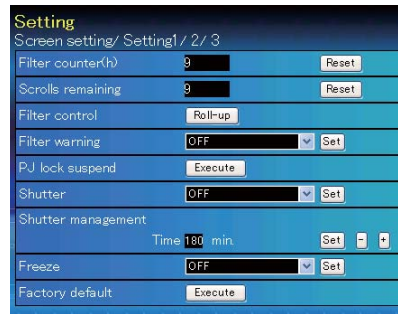 Setting
Screen setting/ Setting1/ 2/ 3
Filter counter(h) 9 Reset
Scrolls remaining 9 Reset
Filter control Roll-up
Filter warning OFF Set
PJ lock suspend Execute
Shutter OFF Set
Shutter management
Time 180 min. Set - +
Freeze OFF Set
Factory default Execute